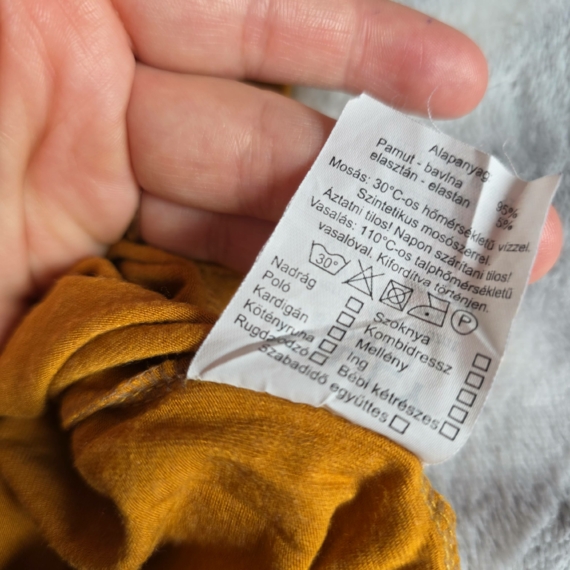 Alapanyag:
Pamut - bavlna 95%
elasztán - elastan 5%
Mosás: 30°C-os hőmérsékletű vízzel.
Szintetikus mosószerrel.
Áztatni tilos! Napon szárítani tilos!
Vasalás: 110°C-os talphőmérsékletű
vasalóval. Kifordítva történjen.
30° P
Nadrág Szoknya
Póló Kombidressz
Kardigán Mellény
Kötényruha Ing
Rugdalózó Bébi kétrészes
Szabadidő együttes